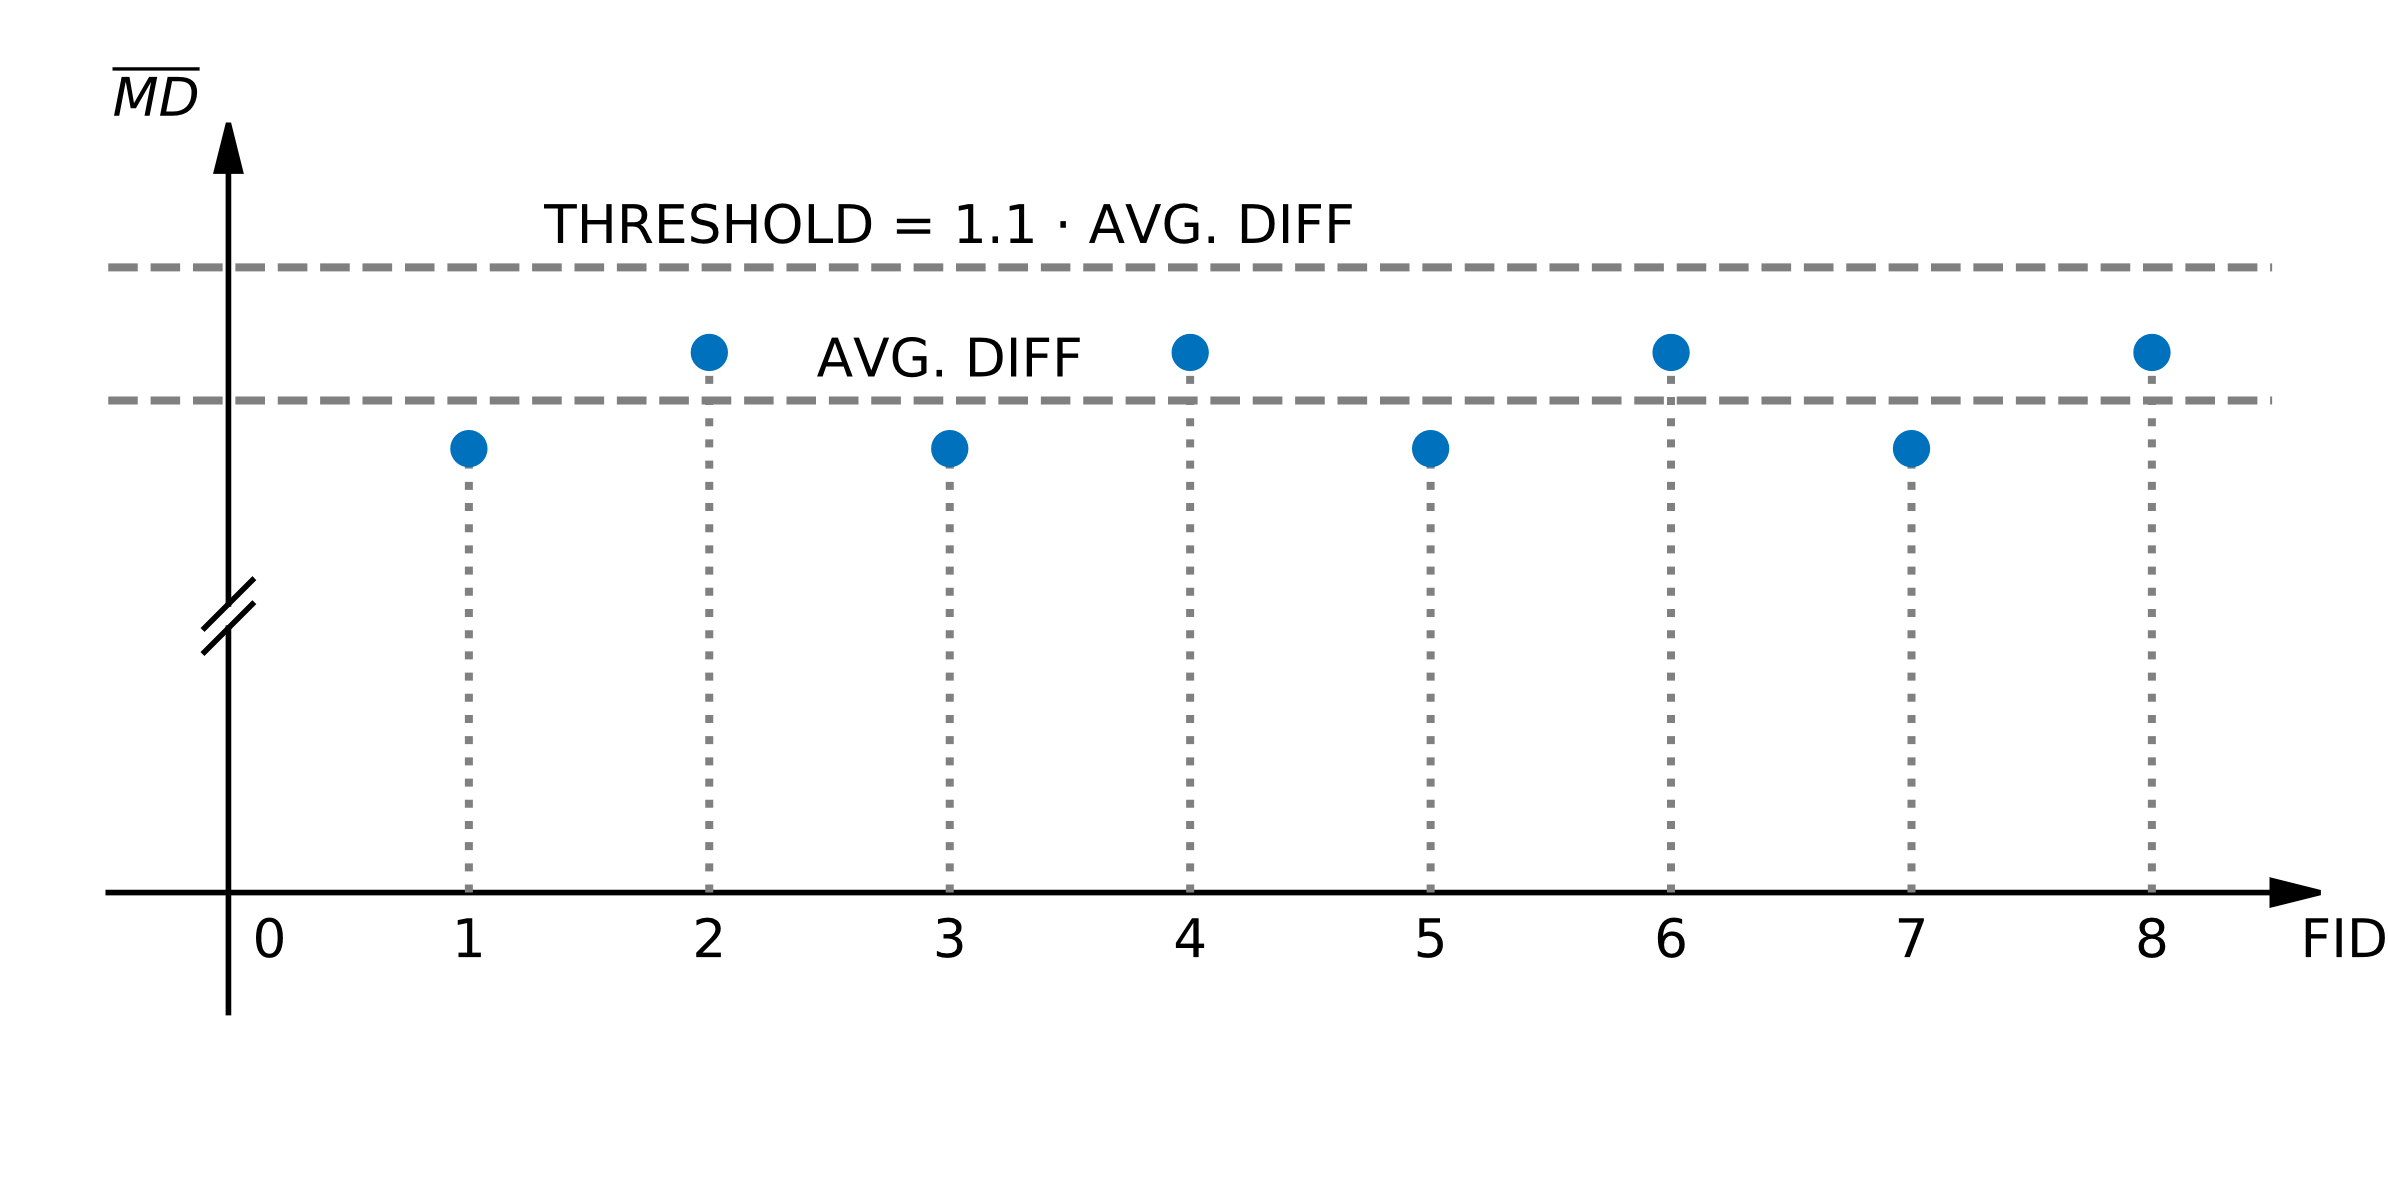 MD
THRESHOLD = 1.1 · AVG. DIFF
AVG. DIFF
0 1 2 3 4 5 6 7 8 FID